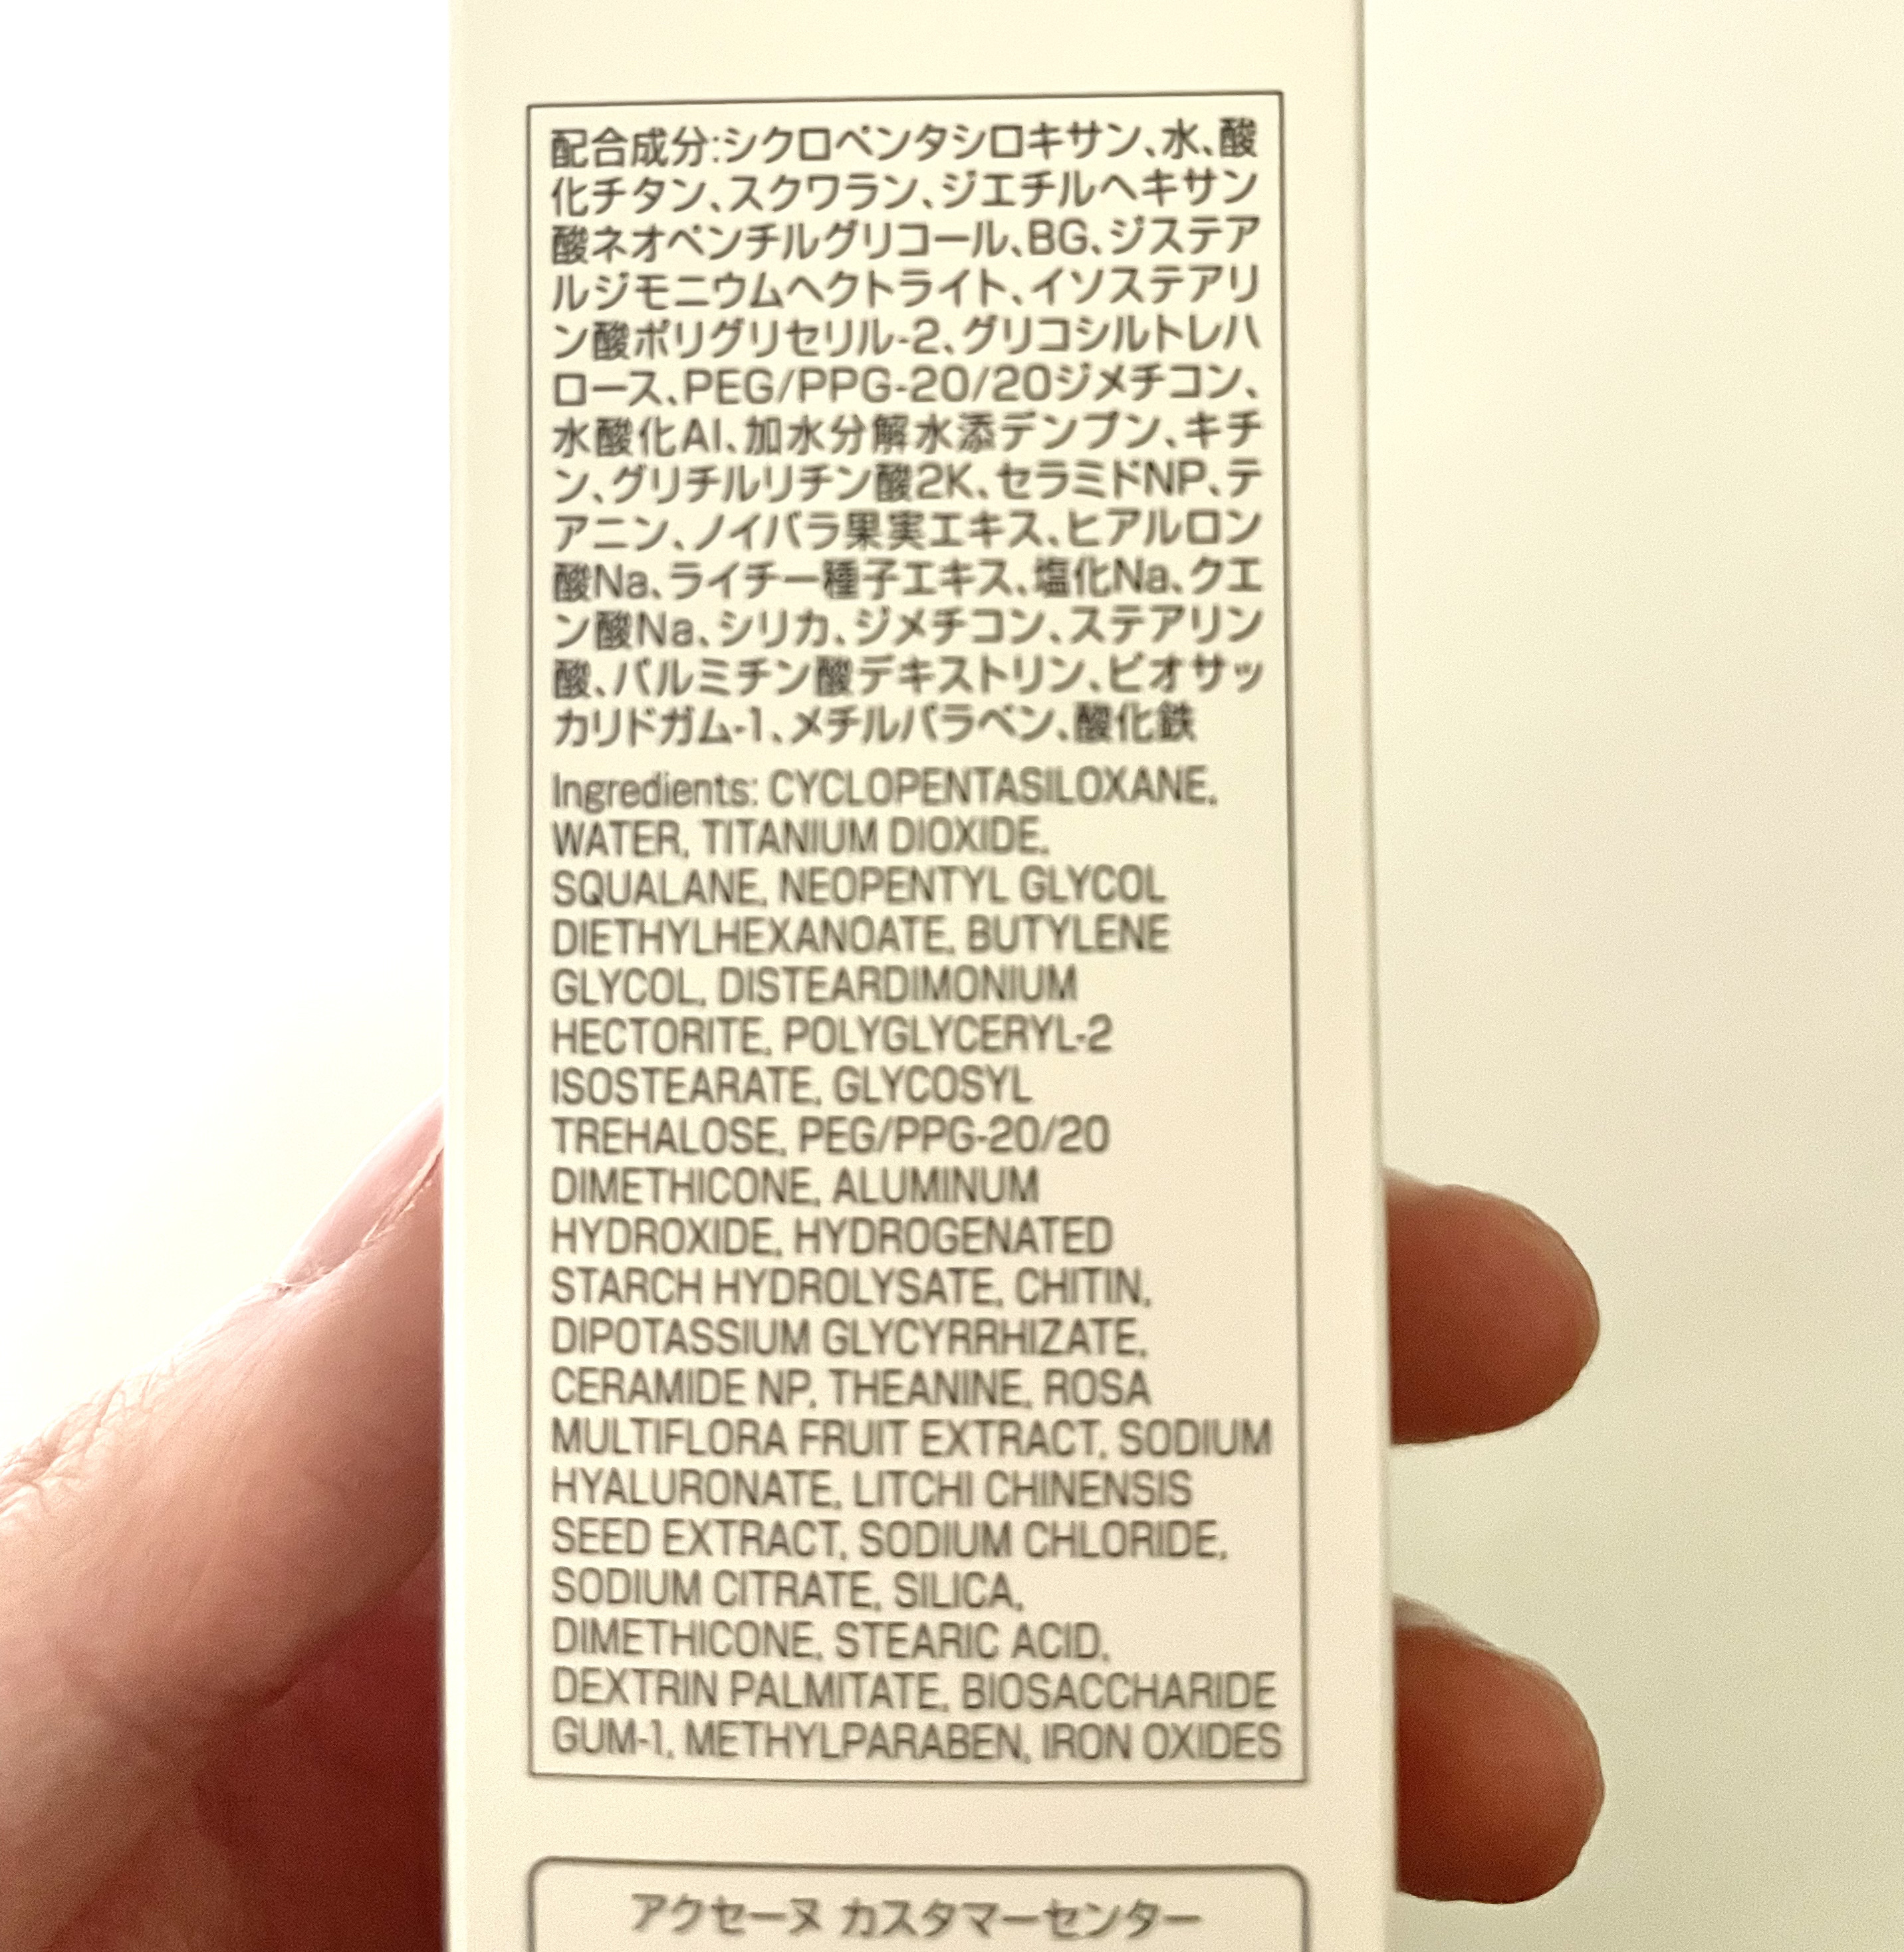 配合成分:シクロペンタシロキサン、水、酸
化チタン、スクワラン、ジエチルヘキサン
酸ネオペンチルグリコール、BG、ジステア
ルジモニウムヘクトライト、イソステアリ
ン酸ポリグリセリル-2、グリコシルトレハ
ロース、PEG/PPG-20/20ジメチコン、
水酸化Al、加水分解水添デンプン、キチ
ン、グリチルリチン酸2K、セラミドNP、テ
アニン、ノイバラ果実エキス、ヒアルロン
酸Na、ライチー種子エキス、塩化Na、クエ
ン酸Na、シリカ、ジメチコン、ステアリン
酸、パルミチン酸デキストリン、ビオサッ
カリドガム-1、メチルパラベン、酸化鉄
Ingredients: CYCLOPENTASILOXANE,
WATER, TITANIUM DIOXIDE,
SQUALANE, NEOPENTYL GLYCOL
DIETHYLHEXANOATE, BUTYLENE
GLYCOL, DISTEARDIMONIUM
HECTORITE, POLYGLYCERYL-2
ISOSTEARATE, GLYCOSYL
TREHALOSE, PEG/PPG-20/20
DIMETHICONE, ALUMINUM
HYDROXIDE, HYDROGENATED
STARCH HYDROLYSATE, CHITIN,
DIPOTASSIUM GLYCYRRHIZATE,
CERAMIDE NP, THEANINE, ROSA
MULTIFLORA FRUIT EXTRACT, SODIUM
HYALURONATE, LITCHI CHINENSIS
SEED EXTRACT, SODIUM CHLORIDE,
SODIUM CITRATE, SILICA,
DIMETHICONE, STEARIC ACID,
DEXTRIN PALMITATE, BIOSACCHARIDE
GUM-1, METHYLPARABEN, IRON OXIDES
アクセーヌ カスタマーセンター